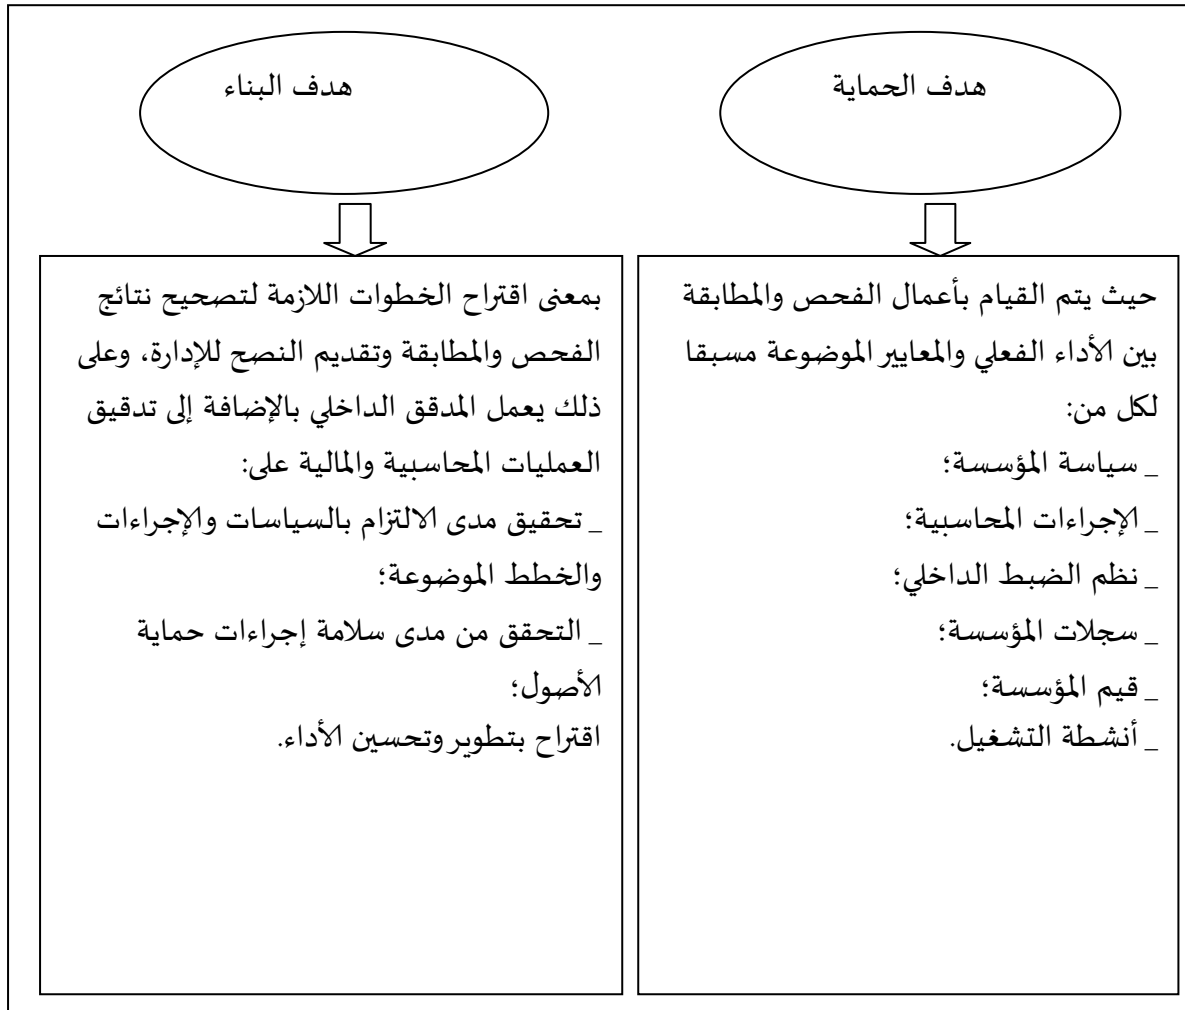 هدف الحماية
هدف البناء
حيث يتم القيام بأعمال الفحص والمطابقة
بين الأداء الفعلي والمعايير الموضوعة مسبقا
لكل من:
_ سياسة المؤسسة؛
_ الإجراءات المحاسبية؛
_ نظم الضبط الداخلي؛
_ سجلات المؤسسة؛
_ قيم المؤسسة؛
_ أنشطة التشغيل.
بمعنى اقتراح الخطوات اللازمة لتصحيح نتائج
الفحص والمطابقة وتقديم النصح للإدارة، وعلى
ذلك يعمل المدقق الداخلي بالإضافة إلى تدقيق
العمليات المحاسبية والمالية على:
_ تحقيق مدى الالتزام بالسياسات والإجراءات
والخطط الموضوعة؛
_ التحقق من مدى سلامة إجراءات حماية
الأصول؛
اقتراح بتطوير وتحسين الأداء.